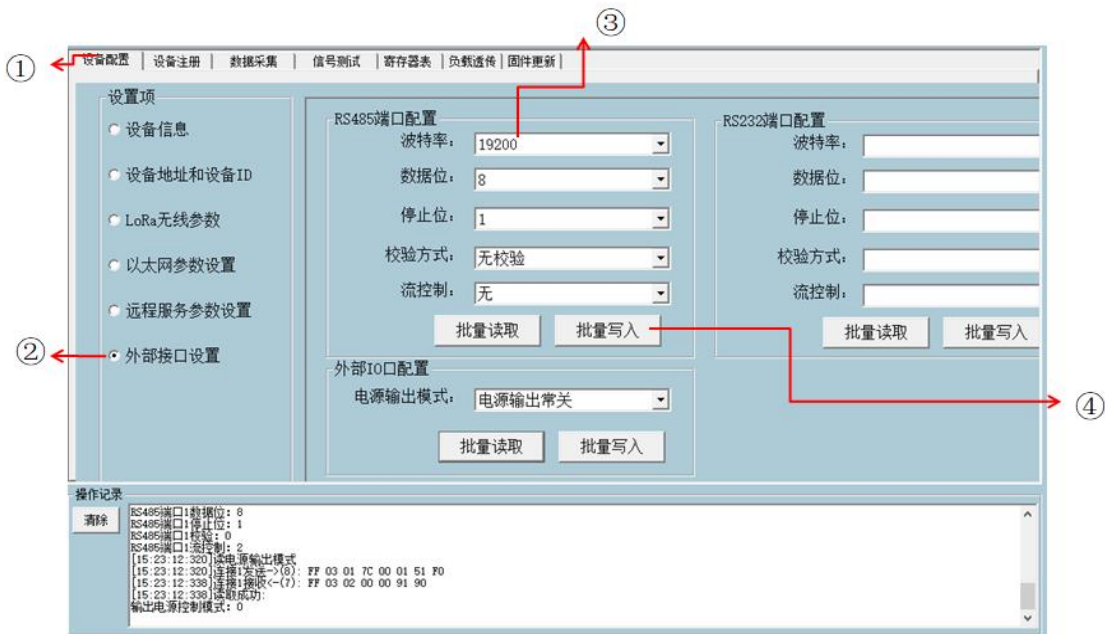 ③
①
设备配置 | 设备注册 | 数据采集 | 信号测试 | 寄存器表 | 负载透传 | 固件更新 |
设置项
设备信息
设备地址和设备ID
LoRa无线参数
以太网参数设置
远程服务参数设置
② 外部接口设置
RS485端口配置
波特率: 19200
数据位: 8
停止位: 1
校验方式: 无校验
流控制: 无
批量读取 批量写入
RS232端口配置
波特率:
数据位:
停止位:
校验方式:
流控制:
批量读取 批量写入
外部IO口配置
电源输出模式: 电源输出常关
④
批量读取 批量写入
操作记录
清除
RS485端口1数据位: 8
RS485端口1停止位: 1
RS485端口1校验: 0
RS485端口1流控制: 2
[15:23:12:320]读电源输出模式
[15:23:12:320]连接1发送->(8): FF 03 01 7C 00 01 51 F0
[15:23:12:338]连接1接收<-(7): FF 03 02 00 00 91 90
[15:23:12:338]读取成功:
输出电源控制模式: 0